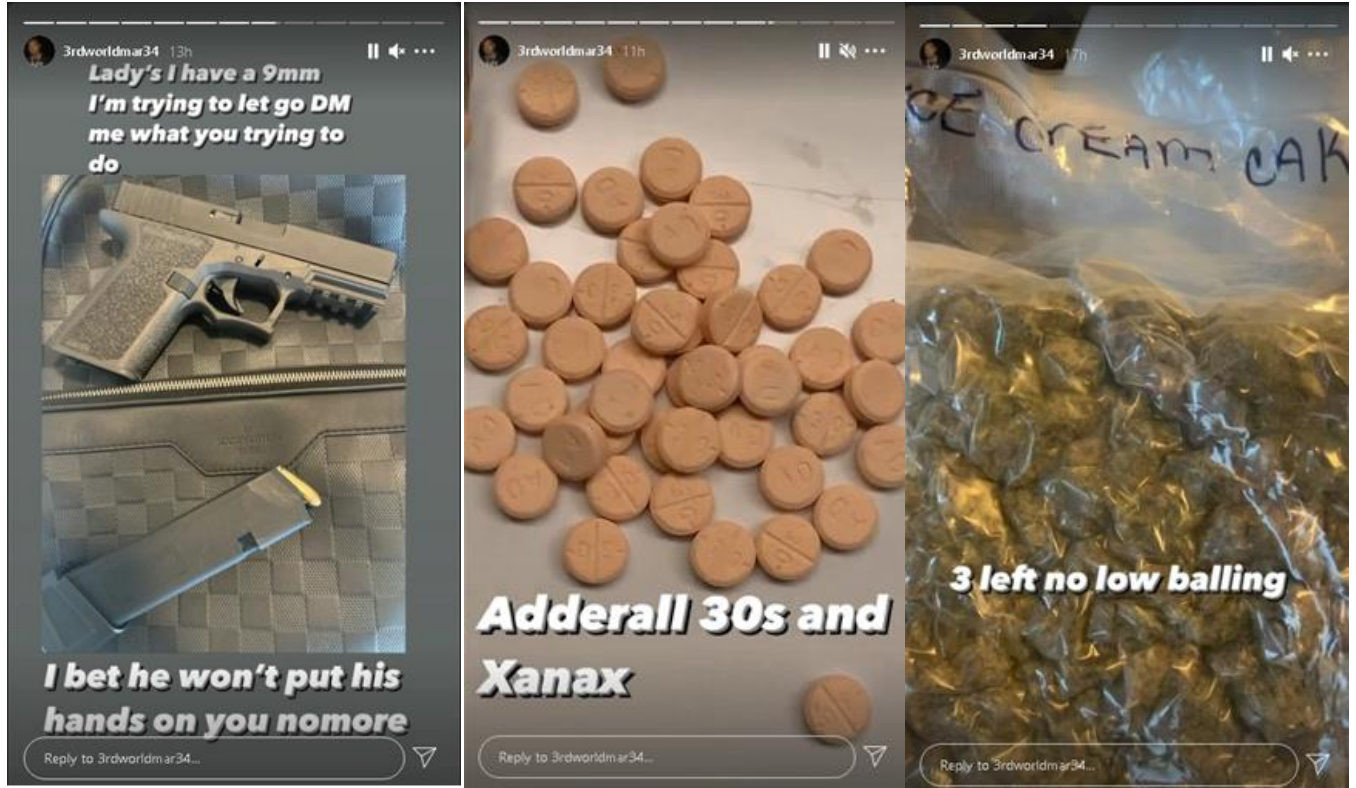 3rdworldmar34 13h
Lady's I have a 9mm
I'm trying to let go DM
me what you trying to
do
I bet he won't put his
hands on you nomore
Reply to 3rdworldmar34...
3rdworldmar34 11h
Adderall 30s and
Xanax
Reply to 3rdworldmar34...
3rdworldmar34 17h
CE CREAM CAK
3 left no low balling
Reply to 3rdworldmar34...